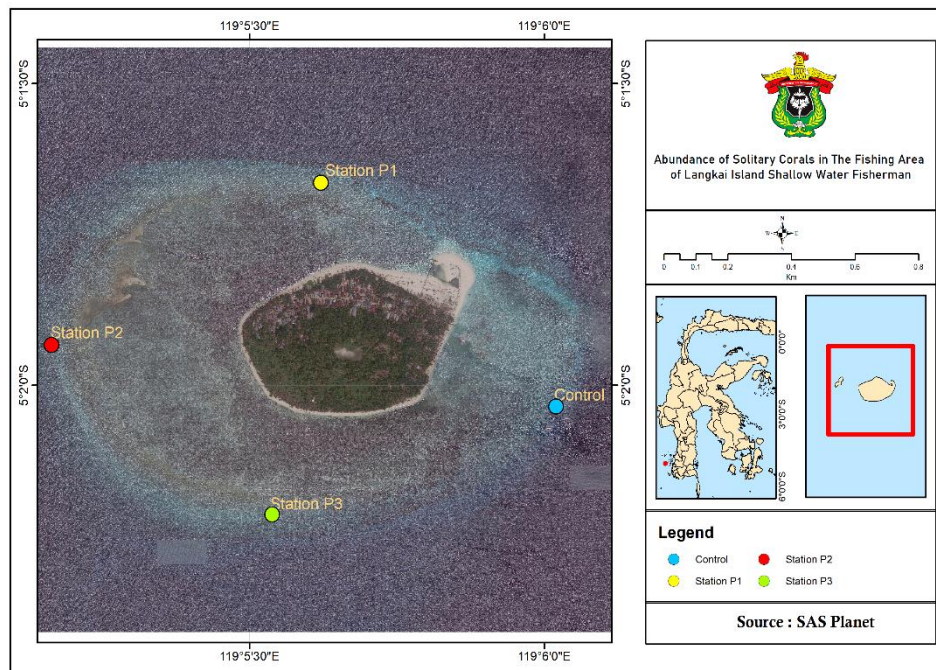 119°5'30"E
119°6'0"E
5°1'30"S
5°2'0"S
Station P1
Station P2
Control
Station P3
5°1'30"S
5°2'0"S
119°5'30"E
119°6'0"E
Abundance of Solitary Corals in The Fishing Area
of Langkai Island Shallow Water Fisherman
N
W
E
S
0 0.1 0.2 0.4 0.6 0.8
Km
0°0'0"
3°0'0"S
6°0'0"S
Legend
Control
Station P2
Station P1
Station P3
Source : SAS Planet